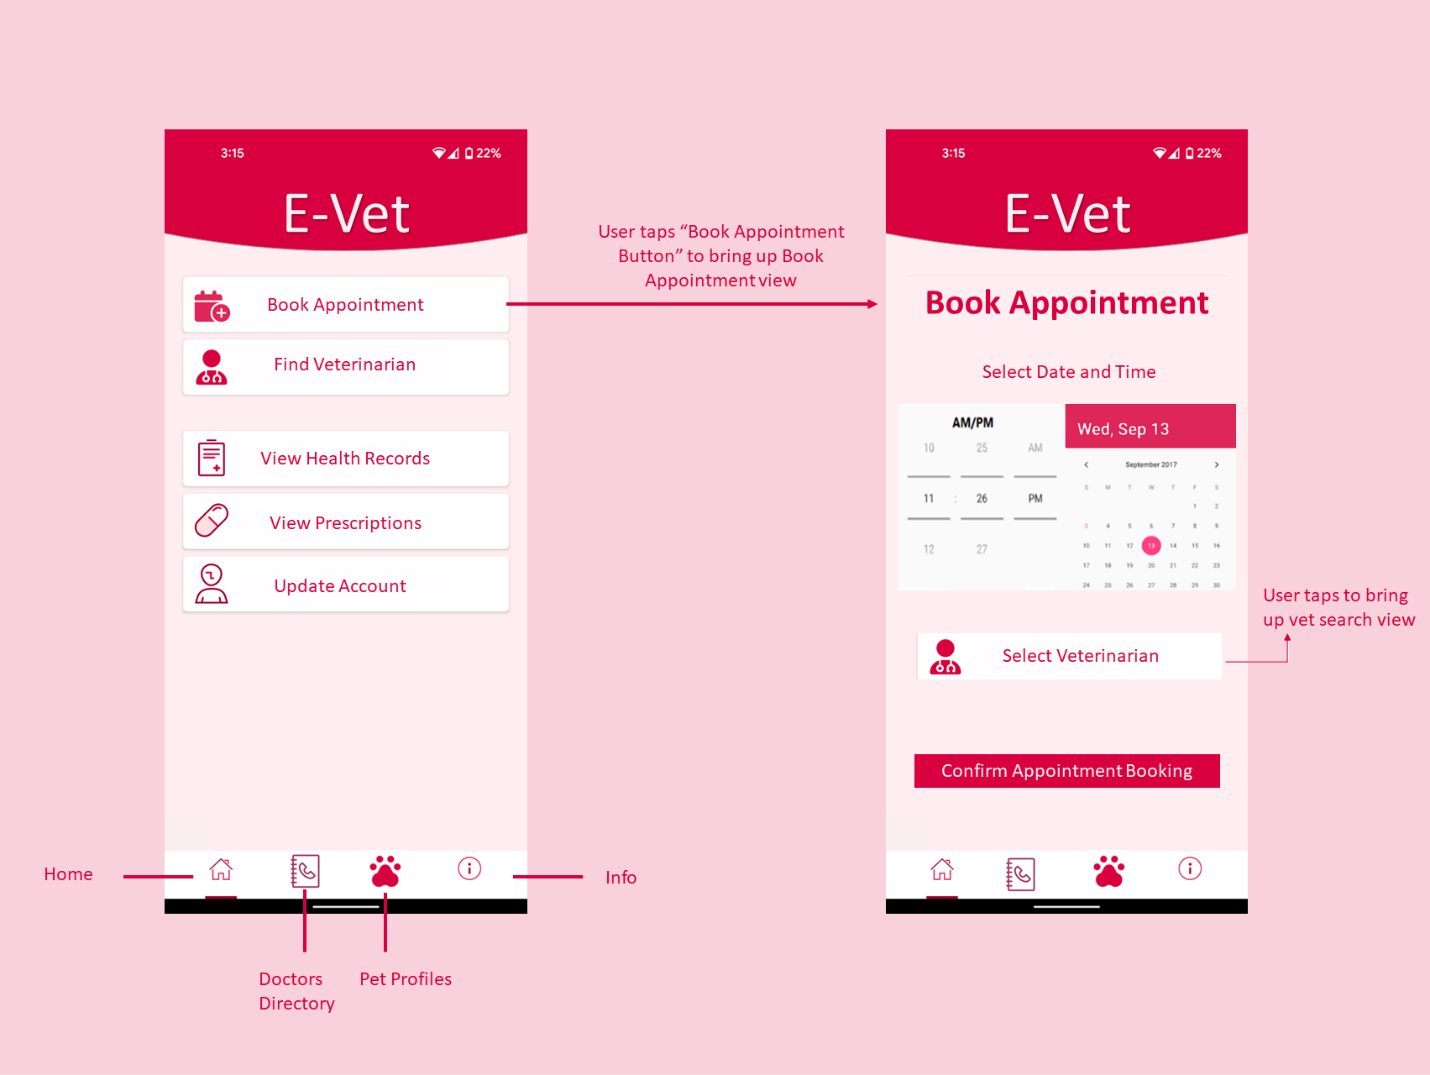 3:15
22%
E-Vet
Book Appointment
Find Veterinarian
View Health Records
View Prescriptions
Update Account
Home
Info
Doctors
Directory
Pet Profiles
User taps “Book Appointment
Button” to bring up Book
Appointment view
3:15
22%
E-Vet
Book Appointment
Select Date and Time
AM/PM
10 25 AM
11 : 26 PM
12 27
Wed, Sep 13
< September 2017 >
S M T W T F S
1 2
3 4 5 6 7 8 9
10 11 12 13 14 15 16
17 18 19 20 21 22 23
24 25 26 27 28 29 30
Select Veterinarian
User taps to bring
up vet search view
Confirm Appointment Booking